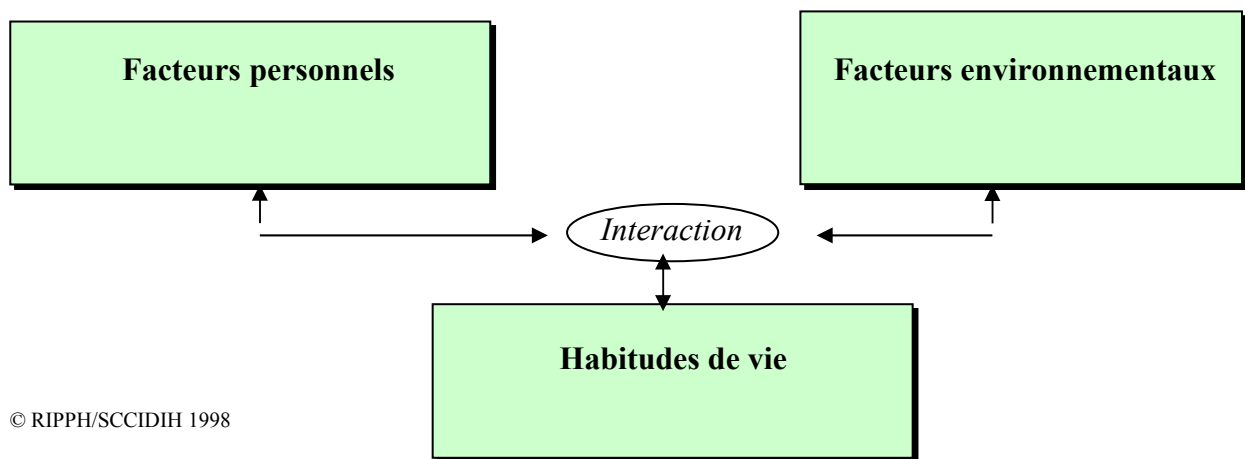 Facteurs personnels
Facteurs environnementaux
Interaction
Habitudes de vie
© RIPPH/SCCIDIH 1998